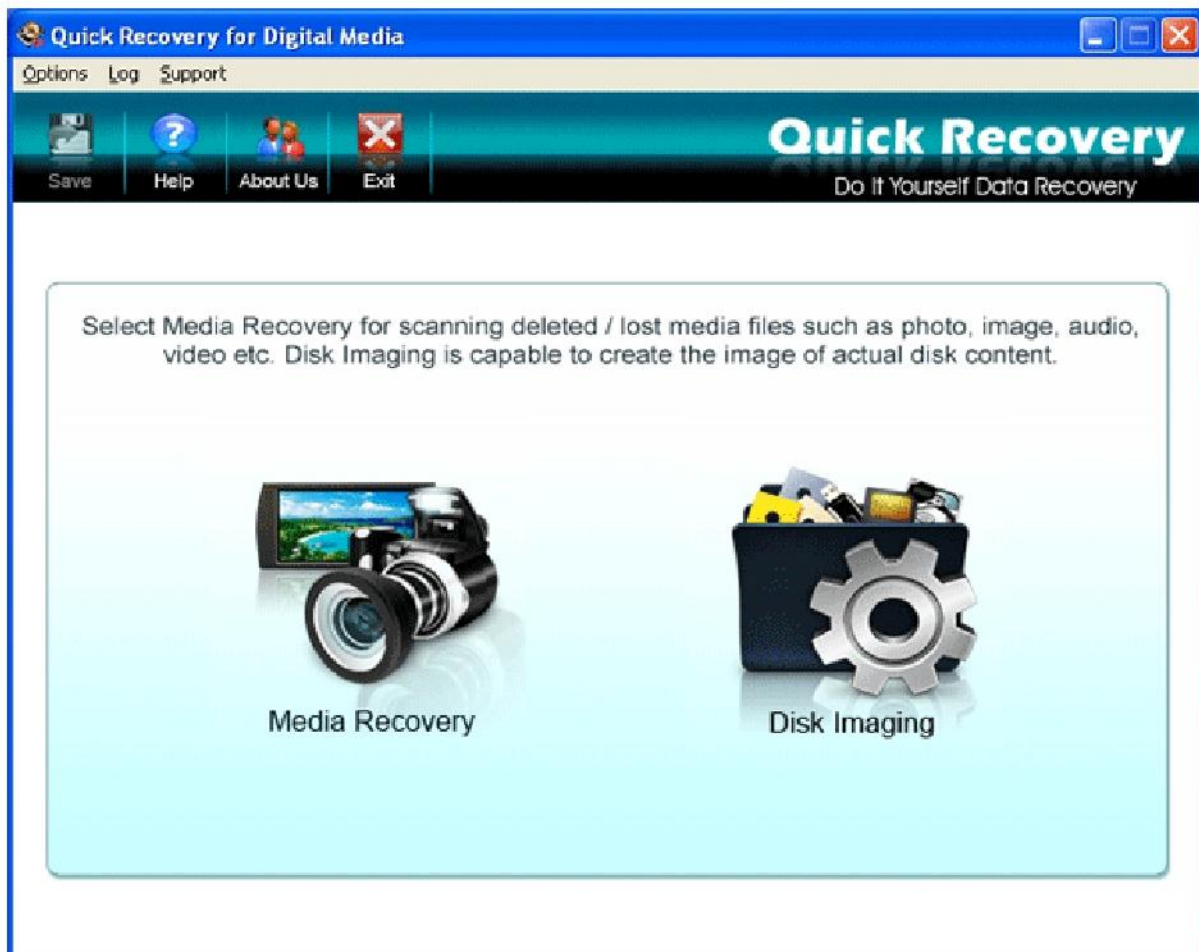 Quick Recovery for Digital Media
Options Log Support
Save Help About Us Exit
Quick Recovery
Do It Yourself Data Recovery
Select Media Recovery for scanning deleted / lost media files such as photo, image, audio,
video etc. Disk Imaging is capable to create the image of actual disk content.
Media Recovery Disk Imaging